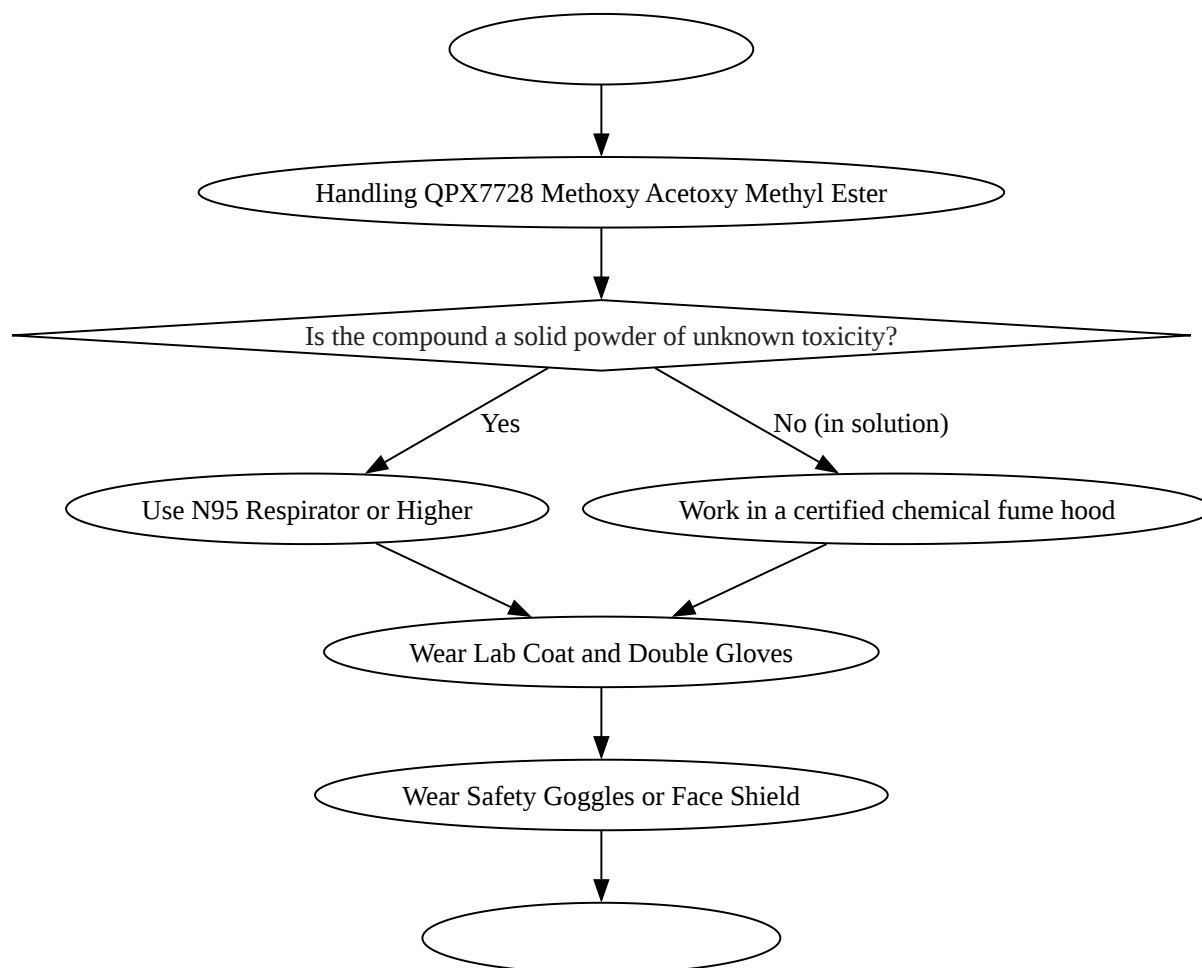 Handling QPX7728 Methoxy Acetoxy Methyl Ester
Is the compound a solid powder of unknown toxicity?
Yes
No (in solution)
Use N95 Respirator or Higher
Work in a certified chemical fume hood
Wear Lab Coat and Double Gloves
Wear Safety Goggles or Face Shield